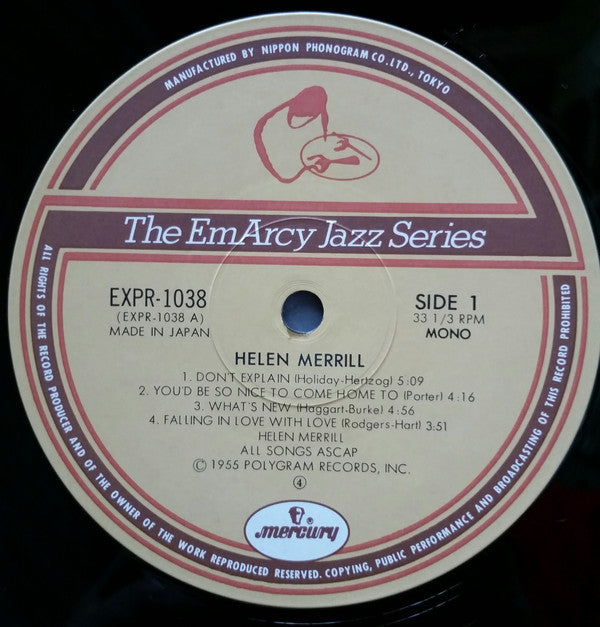 MANUFACTURED BY NIPPON PHONOGRAM CO. LTD., TOKYO
The EmArcy Jazz Series
EXPR-1038
(EXPR-1038 A)
MADE IN JAPAN
SIDE 1
33 1/3 RPM
MONO
HELEN MERRILL
1. DON'T EXPLAIN (Holiday-Hertzog) 5:09
2. YOU'D BE SO NICE TO COME HOME TO (Porter) 4:16
3. WHAT'S NEW (Haggart-Burke) 4:56
4. FALLING IN LOVE WITH LOVE (Rodgers-Hart) 3:51
HELEN MERRILL
ALL SONGS ASCAP
© 1955 POLYGRAM RECORDS, INC.
④
®
mercury
ALL RIGHTS OF THE RECORD PRODUCER AND OF THE OWNER OF THE WORK REPRODUCED RESERVED. COPYING, PUBLIC PERFORMANCE AND BROADCASTING OF THIS RECORD PROHIBITED